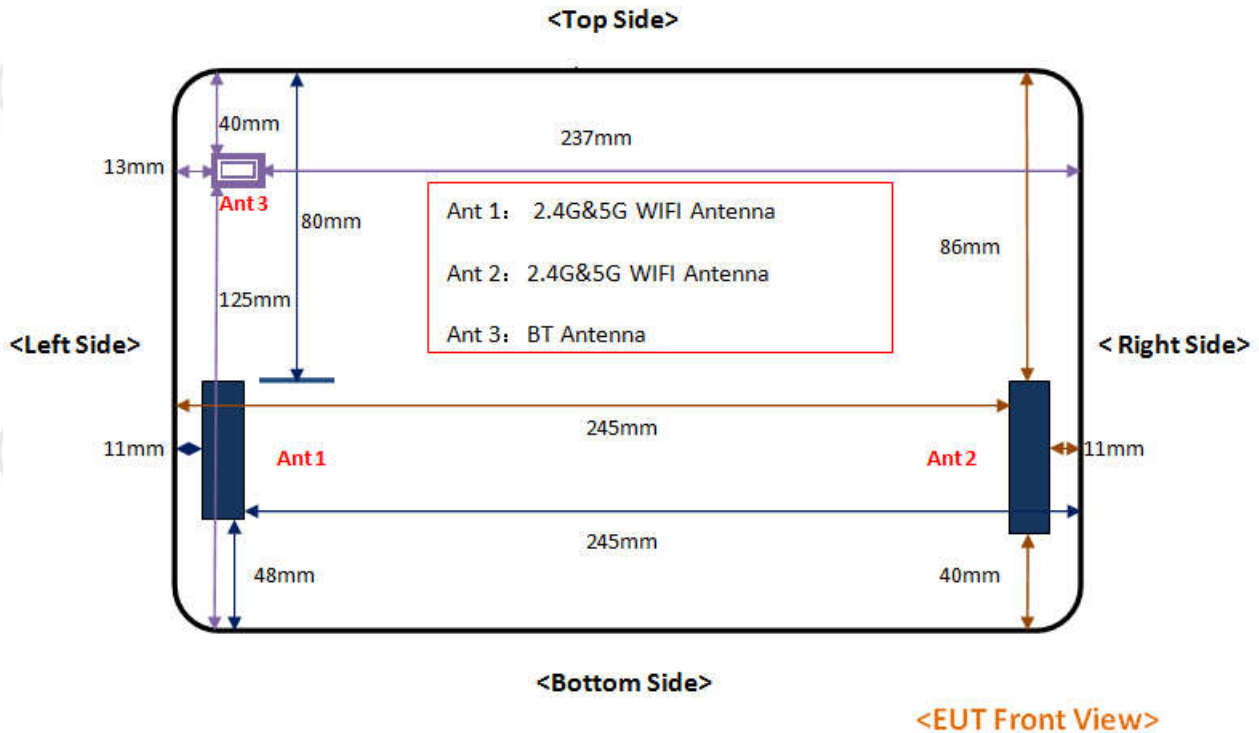 <Top Side>
40mm
237mm
13mm
Ant3
Ant 1： 2.4G&5G WIFI Antenna
80mm
86mm
Ant 2：2.4G&5G WIFI Antenna
125mm
Ant 3：BT Antenna
<Left Side>
< Right Side>
245mm
11mm
Ant1
Ant2
11mm
245mm
48mm
40mm
<Bottom Side>
<EUT Front View>